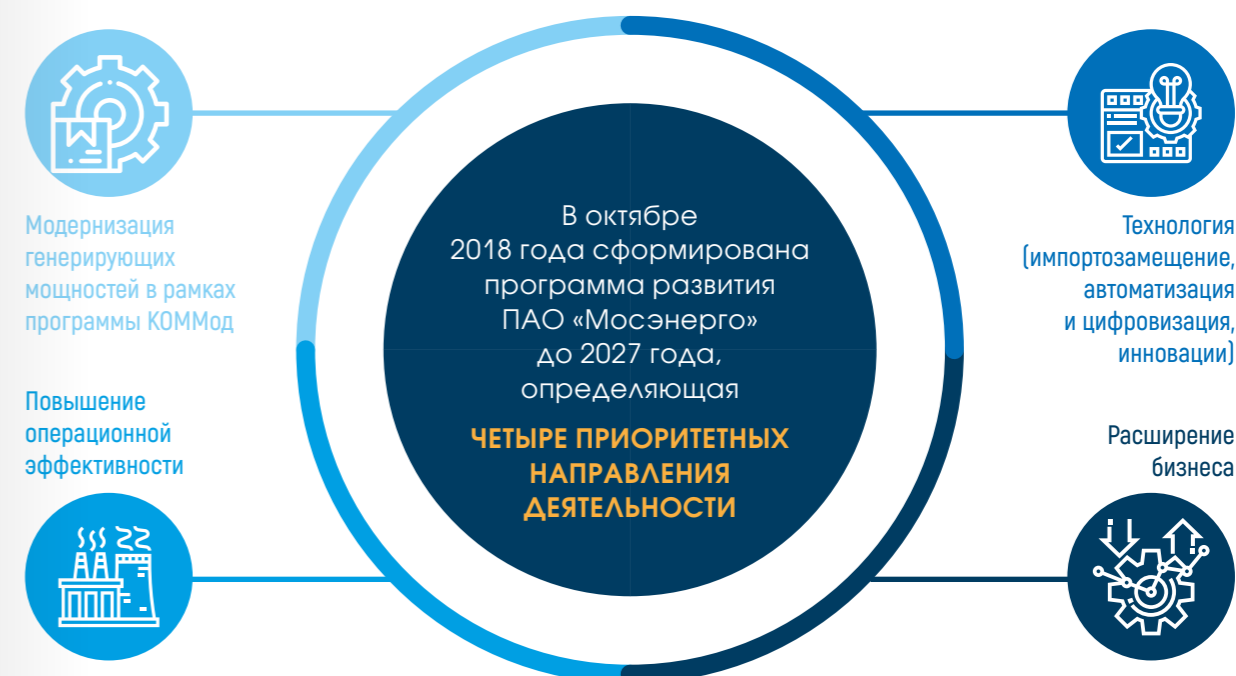 Модернизация
генерирующих
мощностей в рамках
программы КОММод
Повышение
операционной
эффективности
В октябре
2018 года сформирована
программа развития
ПАО «Мосэнерго»
до 2027 года,
определяющая
ЧЕТЫРЕ ПРИОРИТЕТНЫХ
НАПРАВЛЕНИЯ
ДЕЯТЕЛЬНОСТИ
Технология
(импортозамещение,
автоматизация
и цифровизация,
инновации)
Расширение
бизнеса